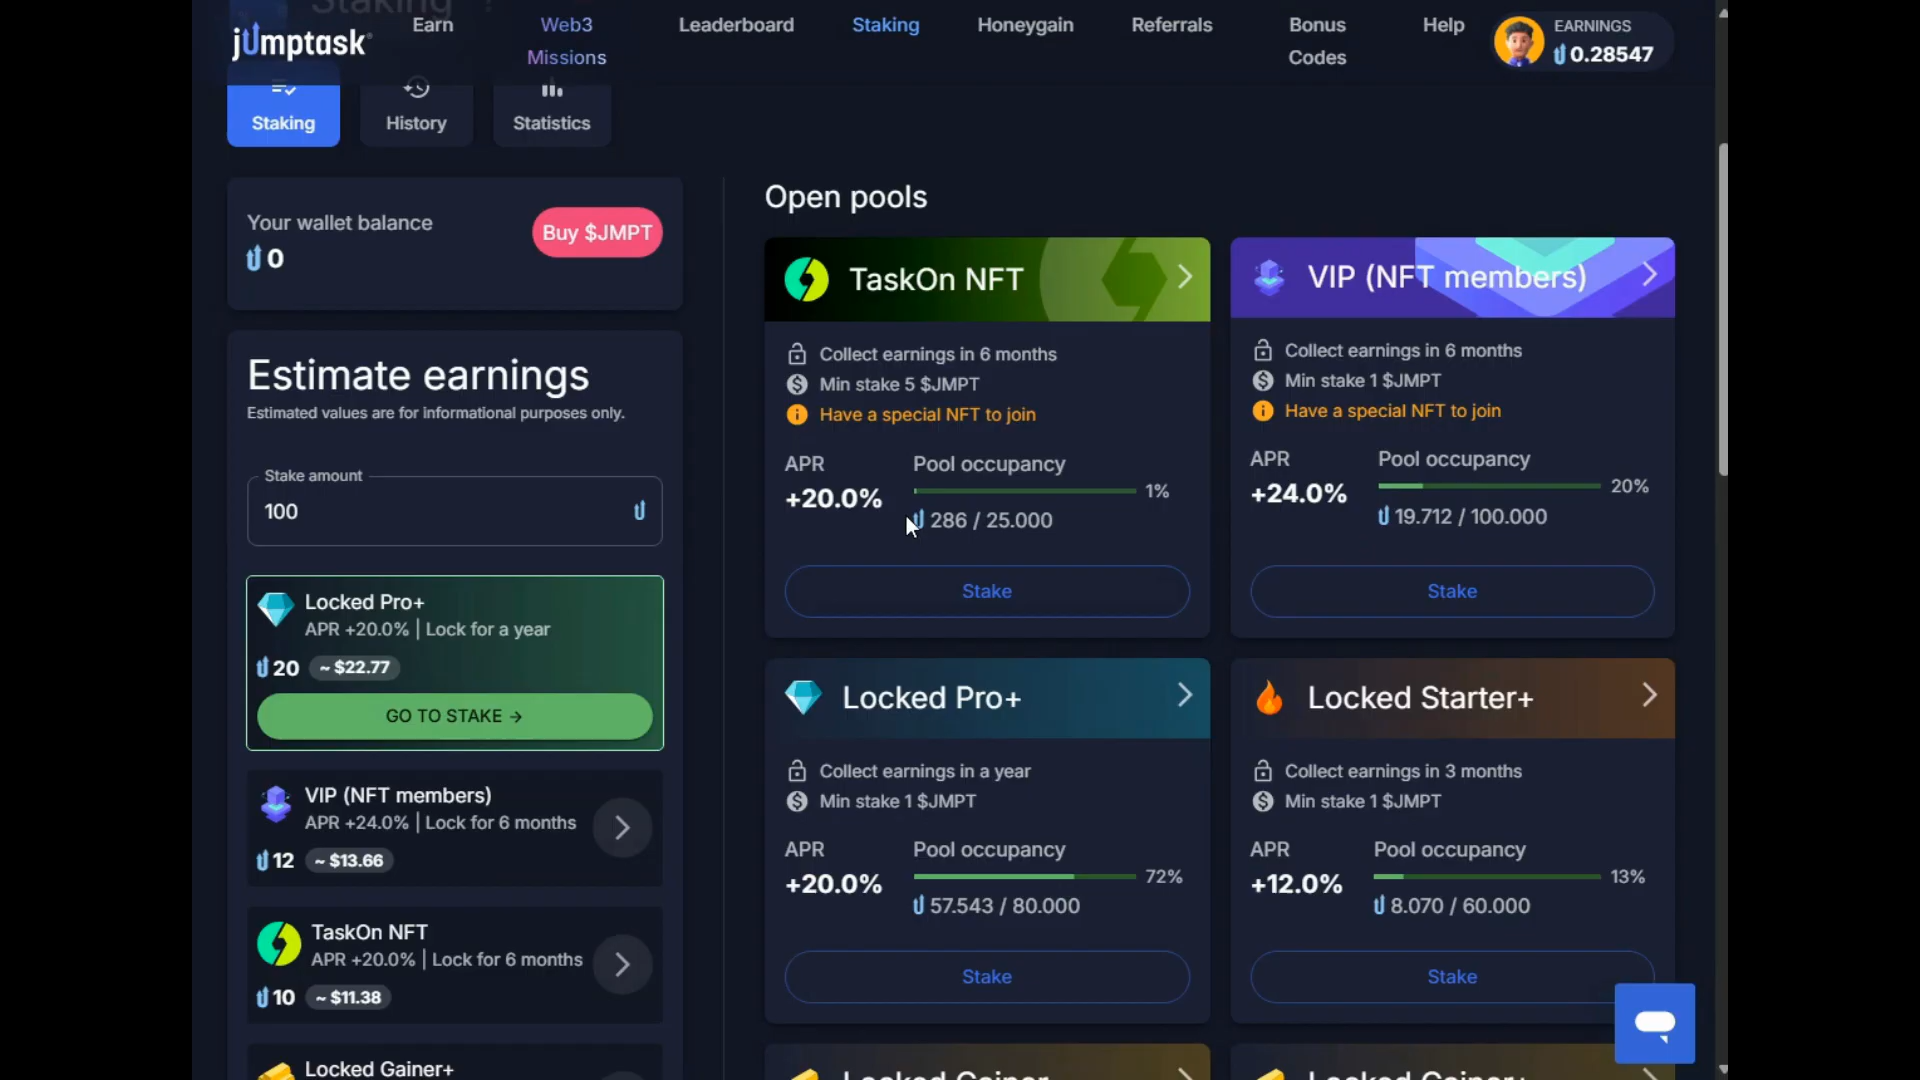 Staking ?
jumptask
Earn
Web3
Missions
Leaderboard
Staking
Honeygain
Referrals
Bonus
Codes
Help
EARNINGS
0.28547
Staking
History
Statistics
Your wallet balance
0
Buy $JMPT
Estimate earnings
Estimated values are for informational purposes only.
Stake amount
100
Locked Pro+
APR +20.0% | Lock for a year
20 ~ $22.77
GO TO STAKE →
VIP (NFT members)
APR +24.0% | Lock for 6 months
12 ~ $13.66
TaskOn NFT
APR +20.0% | Lock for 6 months
10 ~ $11.38
Locked Gainer+
Open pools
TaskOn NFT
Collect earnings in 6 months
Min stake 5 $JMPT
Have a special NFT to join
APR
+20.0%
Pool occupancy
1%
286 / 25.000
Stake
VIP (NFT members)
Collect earnings in 6 months
Min stake 1 $JMPT
Have a special NFT to join
APR
+24.0%
Pool occupancy
20%
19.712 / 100.000
Stake
Locked Pro+
Collect earnings in a year
Min stake 1 $JMPT
APR
+20.0%
Pool occupancy
72%
57.543 / 80.000
Stake
Locked Starter+
Collect earnings in 3 months
Min stake 1 $JMPT
APR
+12.0%
Pool occupancy
13%
8.070 / 60.000
Stake
Locked Gainer
Locked Gainer+